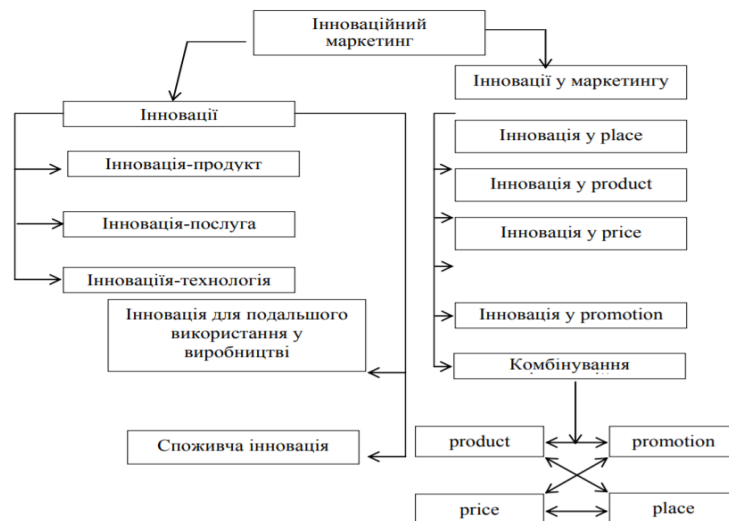 Інноваційний
маркетинг
Інновації
Інновація-продукт
Інновація-послуга
Інноваціїя-технологія
Інновація для подальшого
використання у
виробництві
Споживча інновація
Інновації у маркетингу
Інновація у place
Інновація у product
Інновація у price
Інновація у promotion
Комбінування
product
promotion
price
place